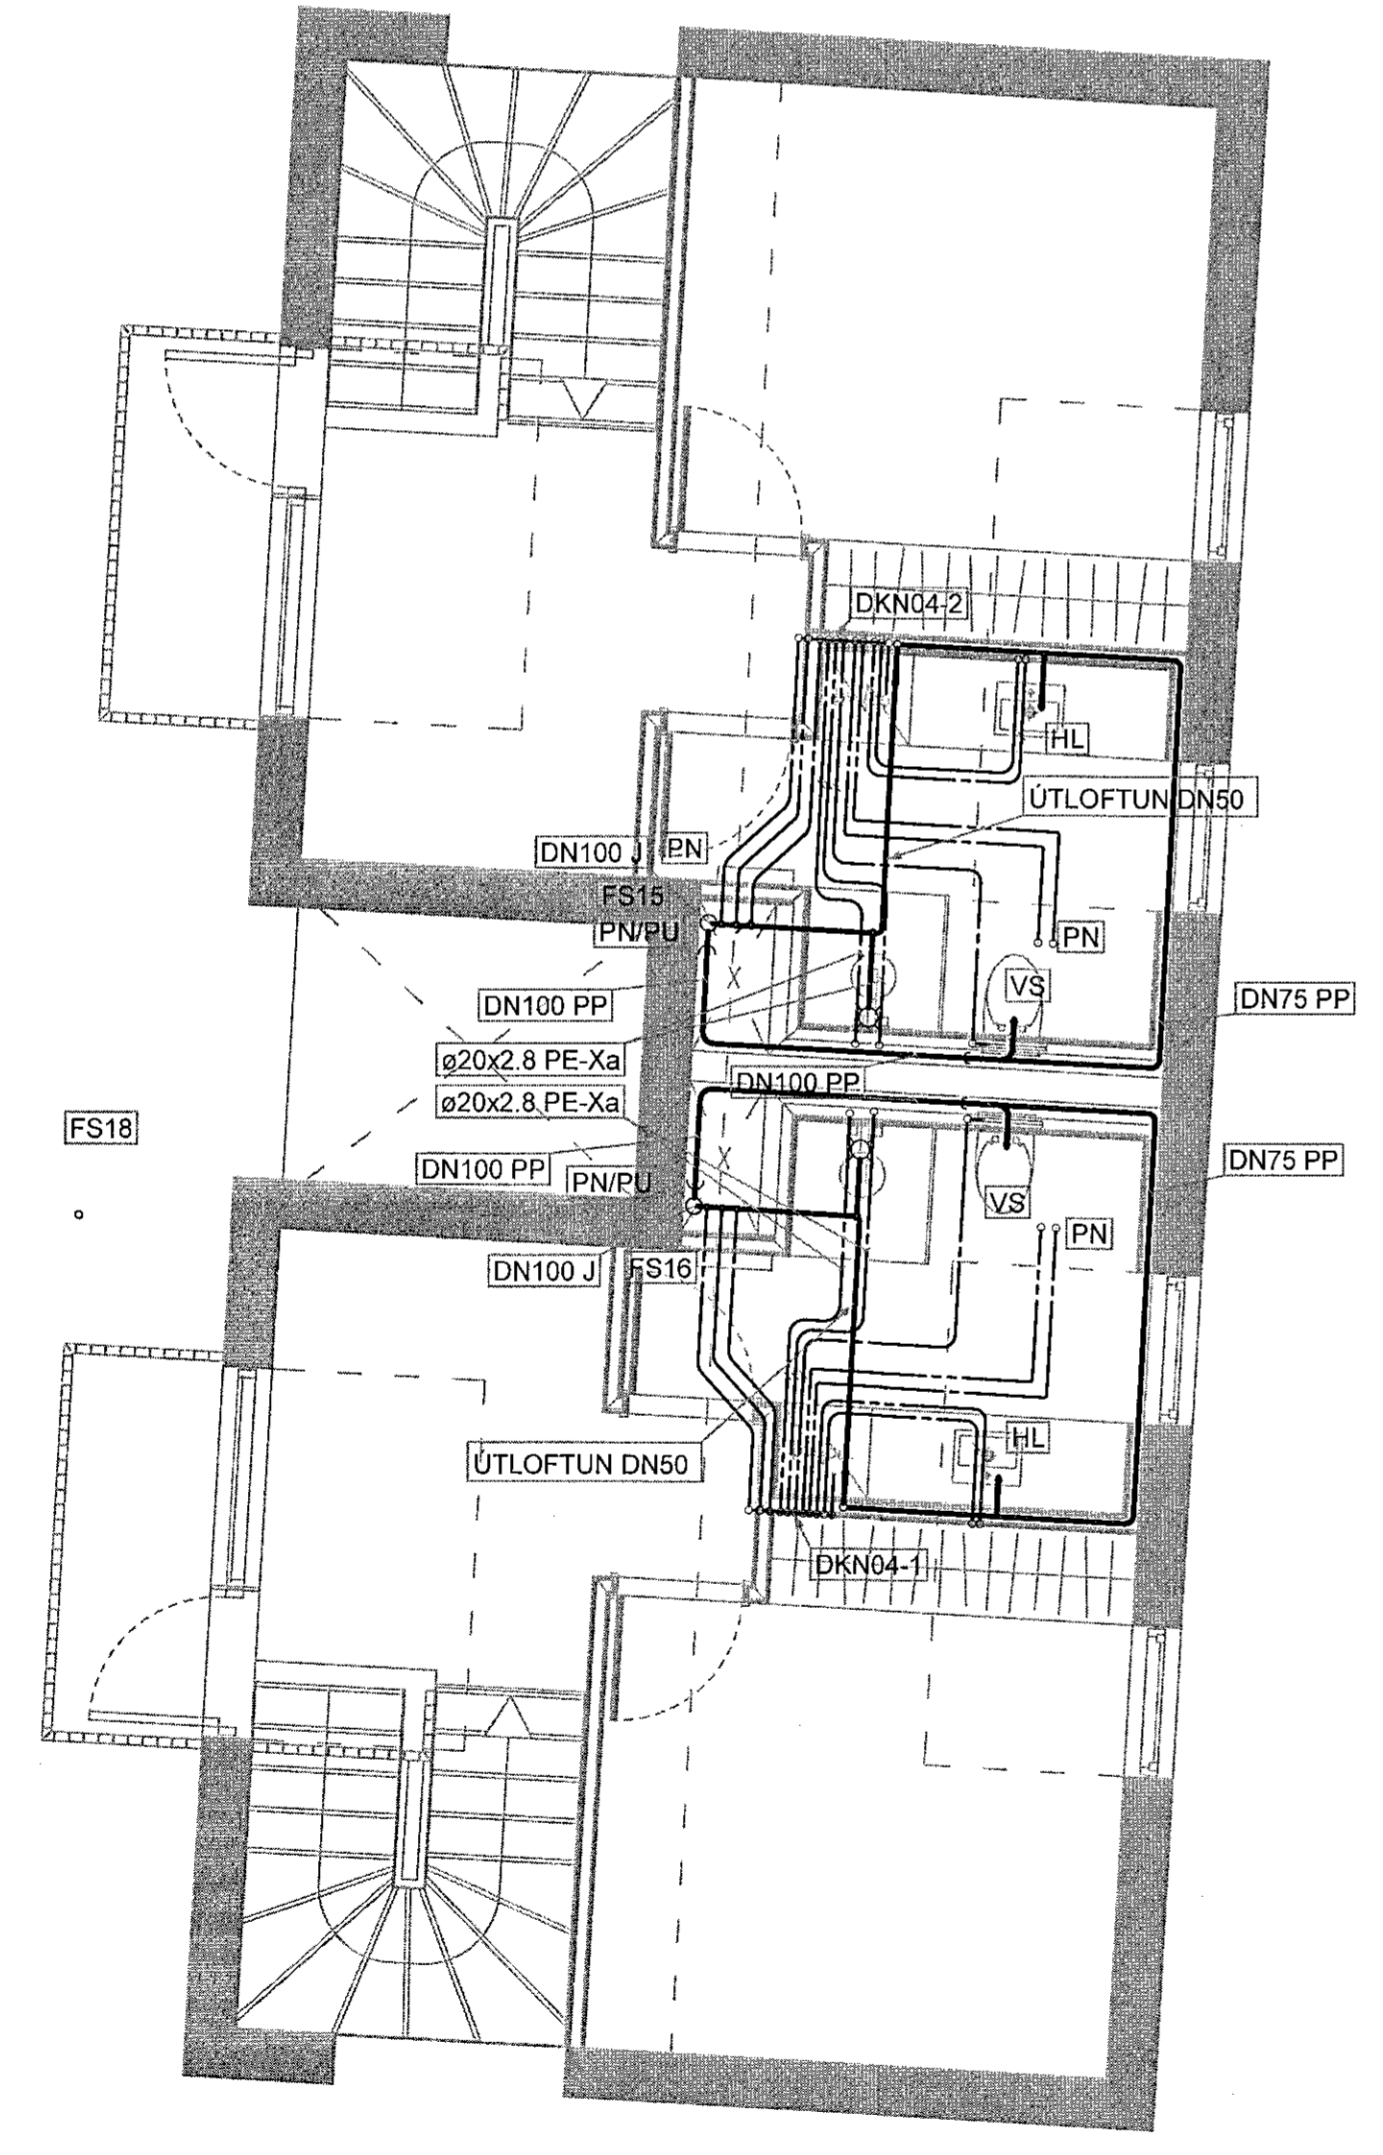 DKN04-2
HL
ÚTLOFTUN DN50
DN100 J
PN
FS15
PN/PU
PN
VS
DN100 PP
DN75 PP
ø20x2.8 PE-Xa
DN100 PP
ø20x2.8 PE-Xa
FS18
DN100 PP
PN/PU
DN75 PP
VS
PN
DN100 J
FS16
HL
ÚTLOFTUN DN50
DKN04-1